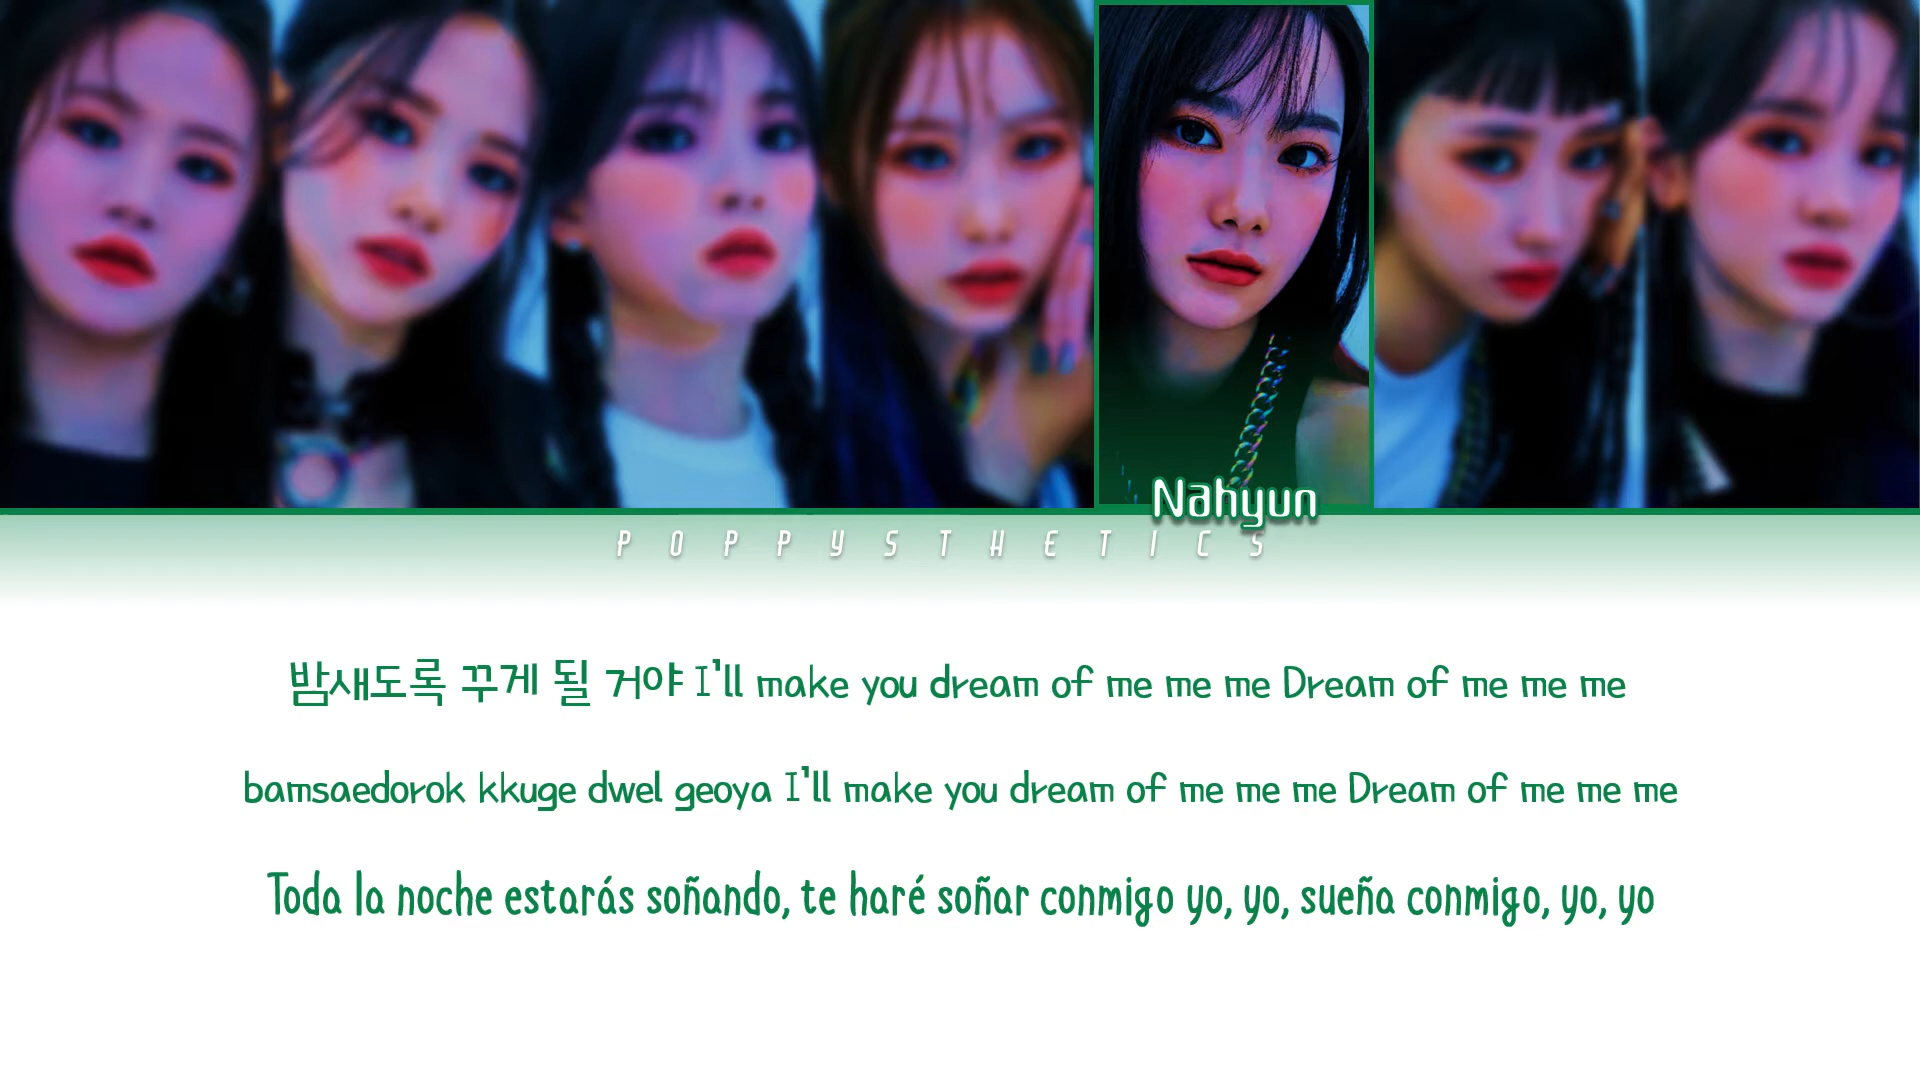 Nahyun
POPPYSTHETICS
밤새도록 꾸게 될 거야 I'll make you dream of me me me Dream of me me me
bamsaedorok kkuge dwel geoya I'll make you dream of me me me Dream of me me me
Toda la noche estarás soñando, te haré soñar conmigo yo, yo, sueña conmigo, yo, yo